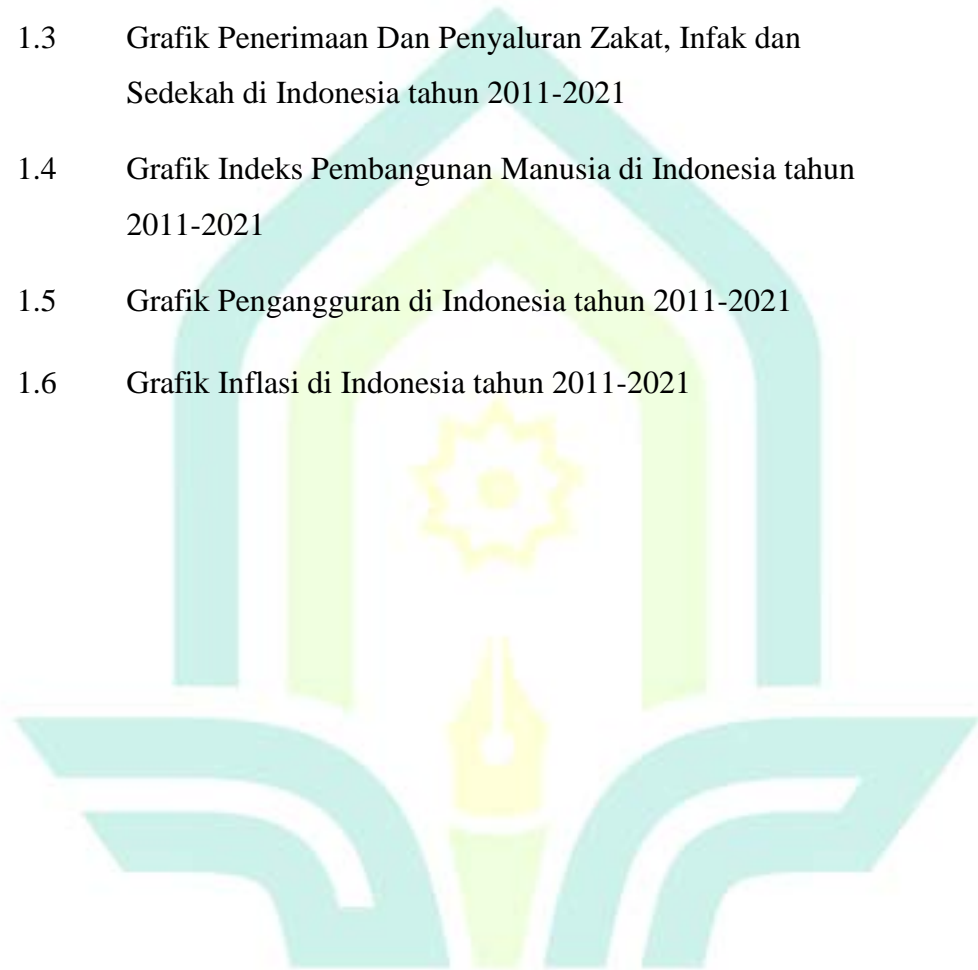 1.3 Grafik Penerimaan Dan Penyaluran Zakat, Infak dan
Sedekah di Indonesia tahun 2011-2021
1.4 Grafik Indeks Pembangunan Manusia di Indonesia tahun
2011-2021
1.5 Grafik Pengangguran di Indonesia tahun 2011-2021
1.6 Grafik Inflasi di Indonesia tahun 2011-2021